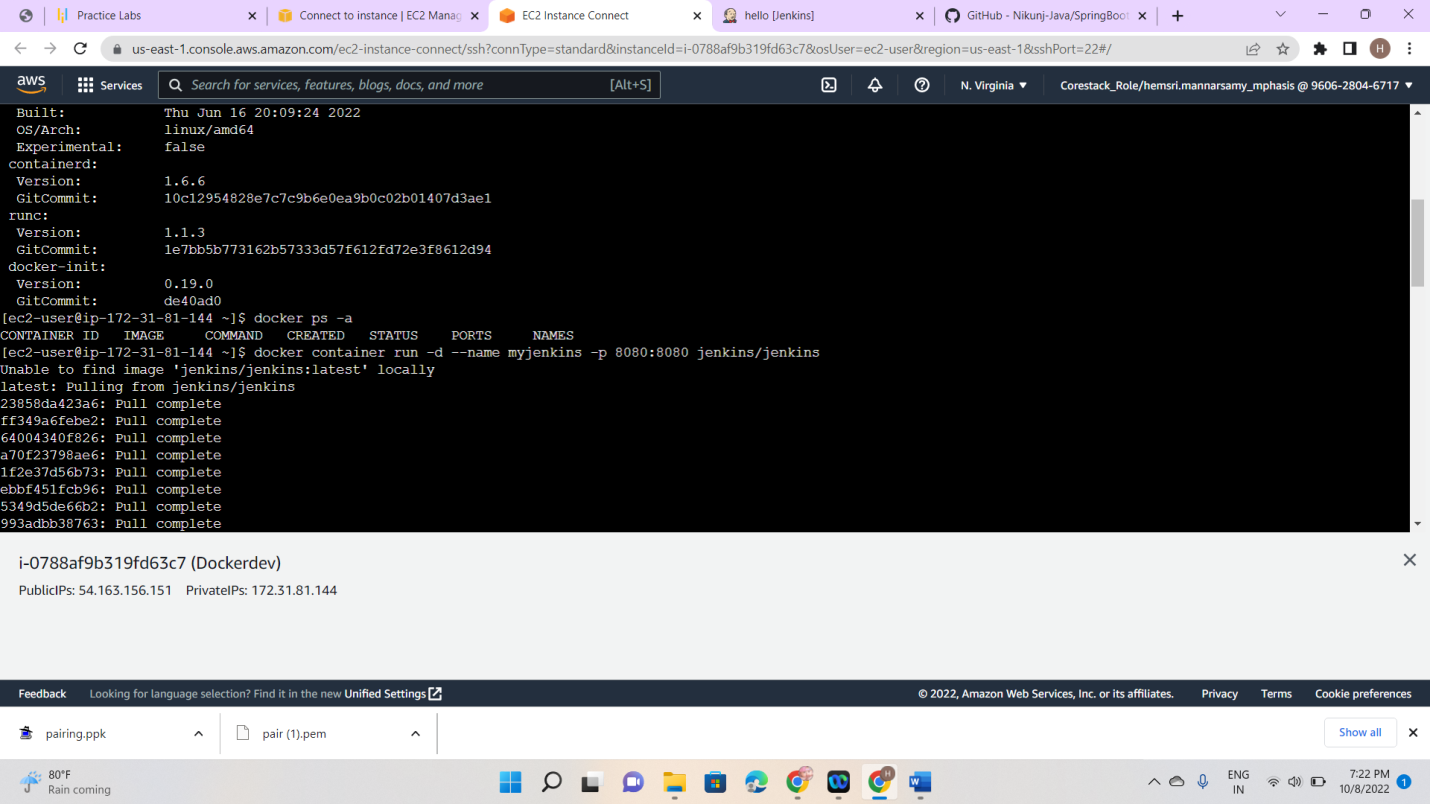 Practice Labs
Connect to instance | EC2 Manag
EC2 Instance Connect
hello [Jenkins]
GitHub - Nikunj-Java/SpringBoot
us-east-1.console.aws.amazon.com/ec2-instance-connect/ssh?connType=standard&instanceId=i-0788af9b319fd63c7&osUser=ec2-user&region=us-east-1&sshPort=22#/
H
aws
Services
Search for services, features, blogs, docs, and more
[Alt+S]
N. Virginia
Corestack_Role/hemsri.mannarsamy_mphasis @ 9606-2804-6717
Built: Thu Jun 16 20:09:24 2022
OS/Arch: linux/amd64
Experimental: false
containerd:
Version: 1.6.6
GitCommit: 10c12954828e7c7c9b6e0ea9b0c02b01407d3ae1
runc:
Version: 1.1.3
GitCommit: 1e7bb5b773162b57333d57f612fd72e3f8612d94
docker-init:
Version: 0.19.0
GitCommit: de40ad0
[ec2-user@ip-172-31-81-144 ~]$ docker ps -a
CONTAINER ID IMAGE COMMAND CREATED STATUS PORTS NAMES
[ec2-user@ip-172-31-81-144 ~]$ docker container run -d --name myjenkins -p 8080:8080 jenkins/jenkins
Unable to find image 'jenkins/jenkins:latest' locally
latest: Pulling from jenkins/jenkins
23858da423a6: Pull complete
ff349a6febe2: Pull complete
64004340f826: Pull complete
a70f23798ae6: Pull complete
1f2e37d56b73: Pull complete
ebbf451fcb96: Pull complete
5349d5de66b2: Pull complete
993adbb38763: Pull complete
i-0788af9b319fd63c7 (Dockerdev)
PublicIPs: 54.163.156.151 PrivateIPs: 172.31.81.144
Feedback
Looking for language selection? Find it in the new Unified Settings
© 2022, Amazon Web Services, Inc. or its affiliates.
Privacy
Terms
Cookie preferences
pairing.ppk
pair (1).pem
Show all
80°F
Rain coming
H
ENG
IN
7:22 PM
10/8/2022
1